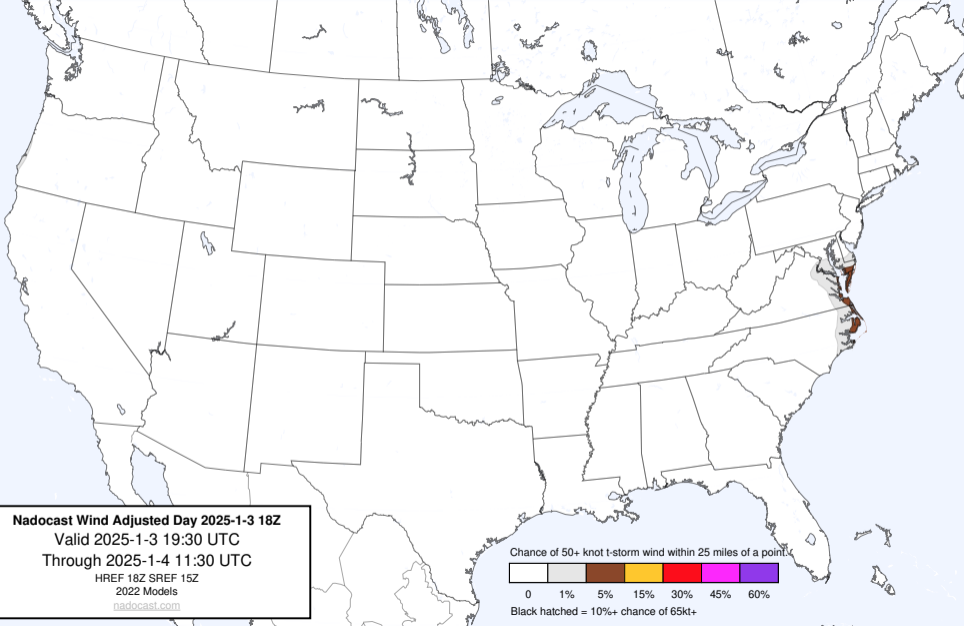 Nadocast Wind Adjusted Day 2025-1-3 18Z
Valid 2025-1-3 19:30 UTC
Through 2025-1-4 11:30 UTC
HREF 18Z SREF 15Z
2022 Models
nadocast.com
Chance of 50+ knot t-storm wind within 25 miles of a point.
0 1% 5% 15% 30% 45% 60%
Black hatched = 10%+ chance of 65kt+